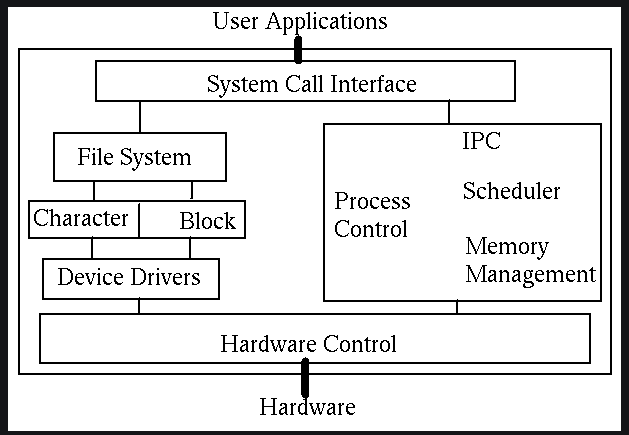 User Applications
System Call Interface
File System
Character
Block
Device Drivers
IPC
Process
Control
Scheduler
Memory
Management
Hardware Control
Hardware